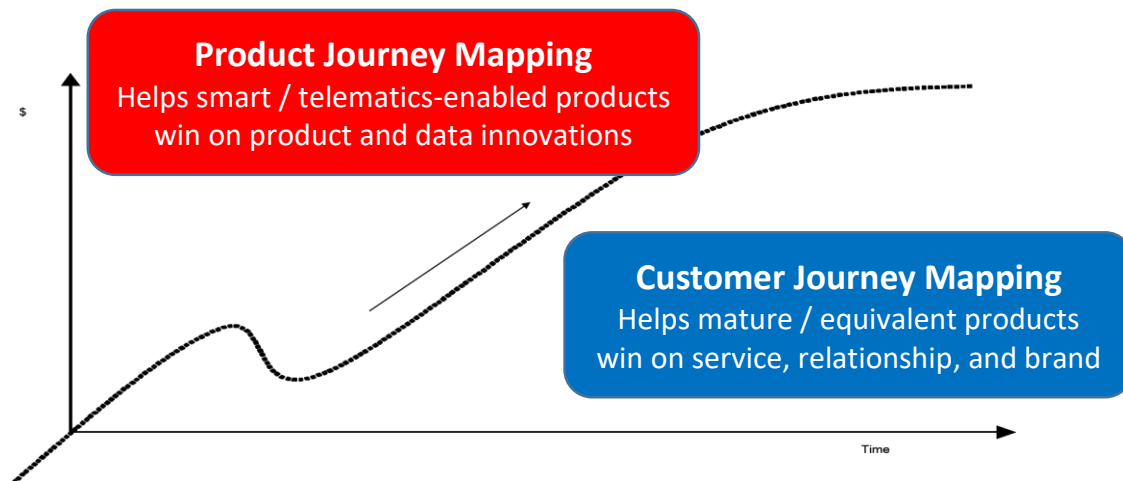 Product Journey Mapping
Helps smart / telematics-enabled products
win on product and data innovations
$
Customer Journey Mapping
Helps mature / equivalent products
win on service, relationship, and brand
Time